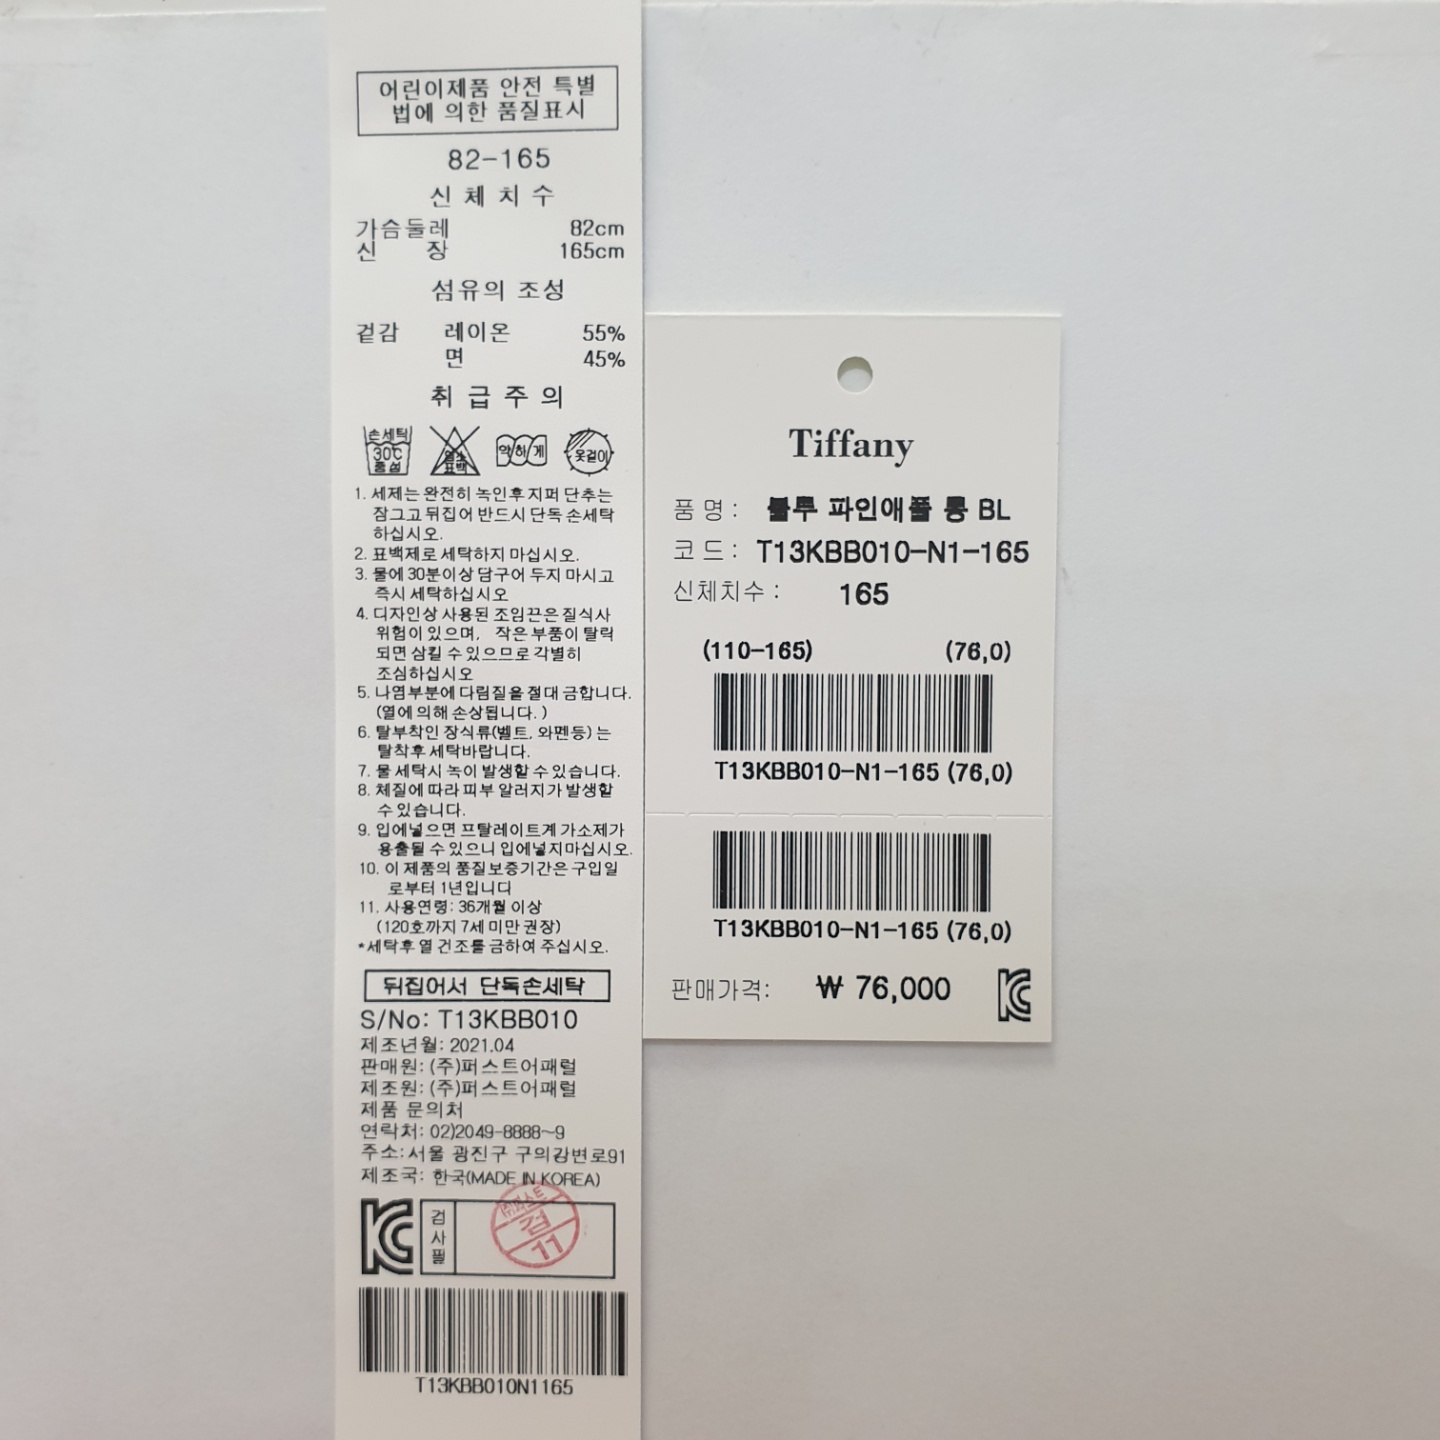 어린이제품 안전 특별
법에 의한 품질표시
82-165
신 체 치 수
가슴둘레 82cm
신 장 165cm
섬유의 조성
겉감 레이온 55%
면 45%
취 급 주 의
손세탁
30℃
중성
염소
표백
약하게
옷걸이
1. 세제는 완전히 녹인후 지퍼 단추는
잠그고 뒤집어 반드시 단독 손세탁
하십시오.
2. 표백제로 세탁하지 마십시오.
3. 물에 30분이상 담구어 두지 마시고
즉시 세탁하십시오
4. 디자인상 사용된 조임끈은 질식사
위험이 있으며, 작은 부품이 탈락
되면 삼킬 수 있으므로 각별히
조심하십시오
5. 나염부분에 다림질을 절대 금합니다.
(열에 의해 손상됩니다. )
6. 탈부착인 장식류(벨트, 와펜등) 는
탈착후 세탁바랍니다.
7. 물 세탁시 녹이 발생할 수 있습니다.
8. 체질에 따라 피부 알러지가 발생할
수 있습니다.
9. 입에넣으면 프탈레이트계 가소제가
용출될 수 있으니 입에넣지마십시오.
10. 이 제품의 품질보증기간은 구입일
로부터 1년입니다
11. 사용연령: 36개월 이상
(120호까지 7세 미만 권장)
*세탁후 열 건조를 금하여 주십시오.
뒤집어서 단독손세탁
S/No: T13KBB010
제조년월: 2021.04
판매원: (주)퍼스트어패럴
제조원: (주)퍼스트어패럴
제품 문의처
연락처: 02)2049-8888~9
주소:서울 광진구 구의강변로91
제조국: 한국(MADE IN KOREA)
KC
검사필
(주)퍼스트
검
11
T13KBB010N1165
Tiffany
품 명 : 블루 파인애플 롱 BL
코 드 : T13KBB010-N1-165
신체치수 : 165
(110-165) (76,0)
T13KBB010-N1-165 (76,0)
T13KBB010-N1-165 (76,0)
판매가격: ₩ 76,000
KC